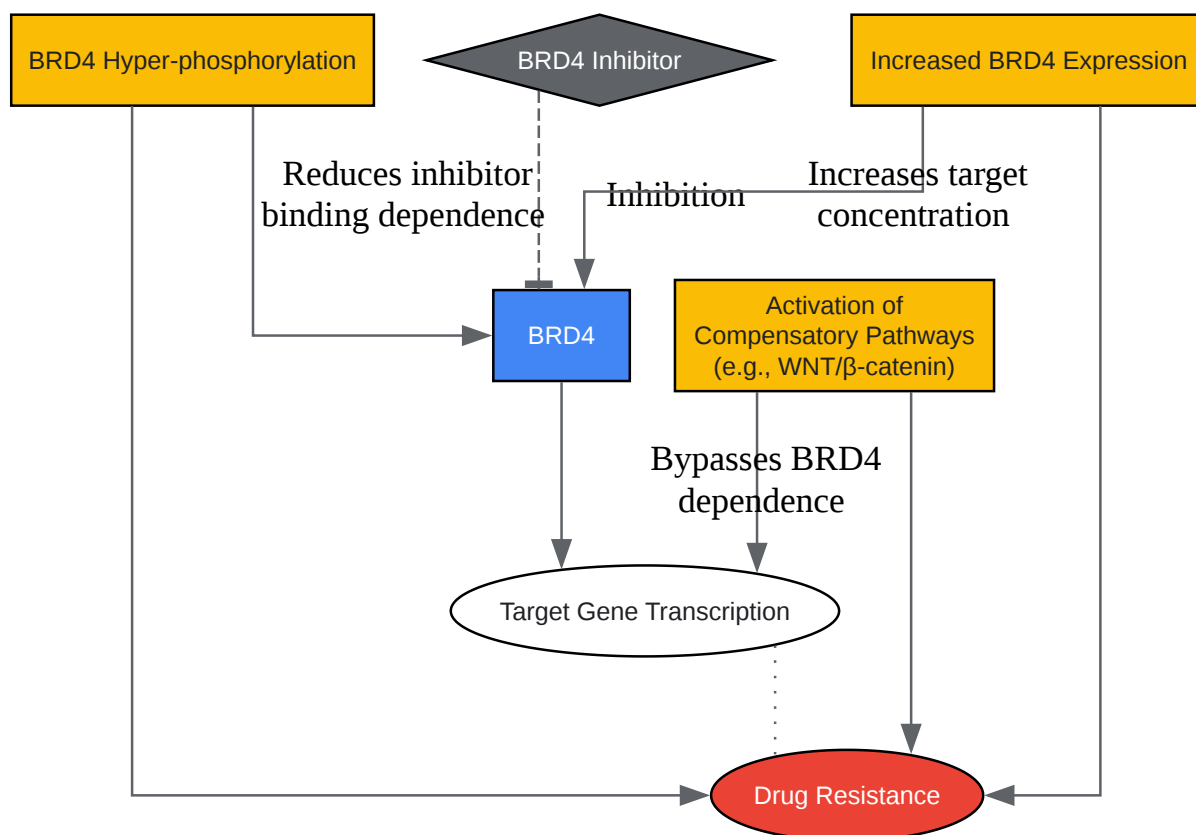 BRD4 Hyper-phosphorylation
BRD4 Inhibitor
Increased BRD4 Expression
Reduces inhibitor
binding dependence
Inhibition
Increases target
concentration
BRD4
Activation of
Compensatory Pathways
(e.g., WNT/β-catenin)
Bypasses BRD4
dependence
Target Gene Transcription
Drug Resistance